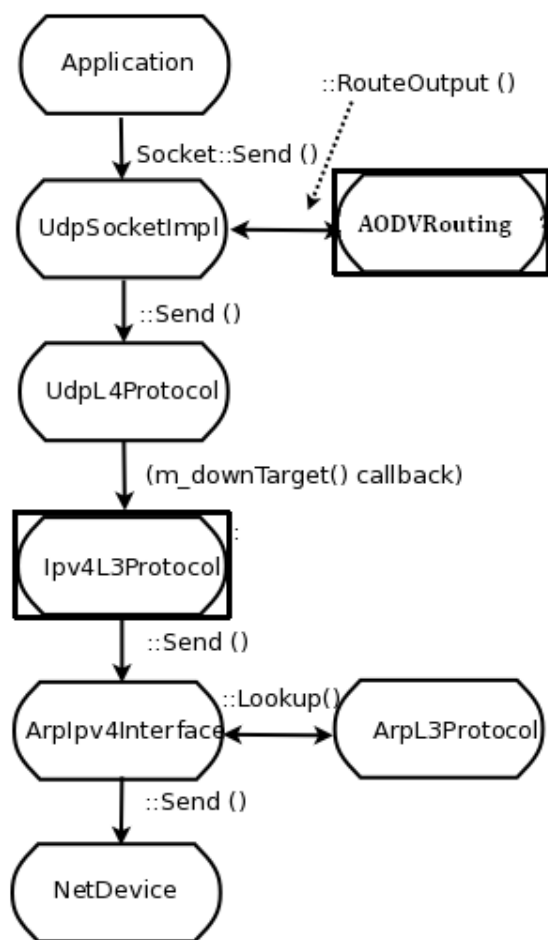 Application
::RouteOutput ()
Socket::Send ()
UdpSocketImpl
AODVRouting
::Send ()
UdpL4Protocol
(m_downTarget() callback)
:
Ipv4L3Protocol
::Send ()
::Lookup()
ArpIpv4Interface
ArpL3Protocol
::Send ()
NetDevice